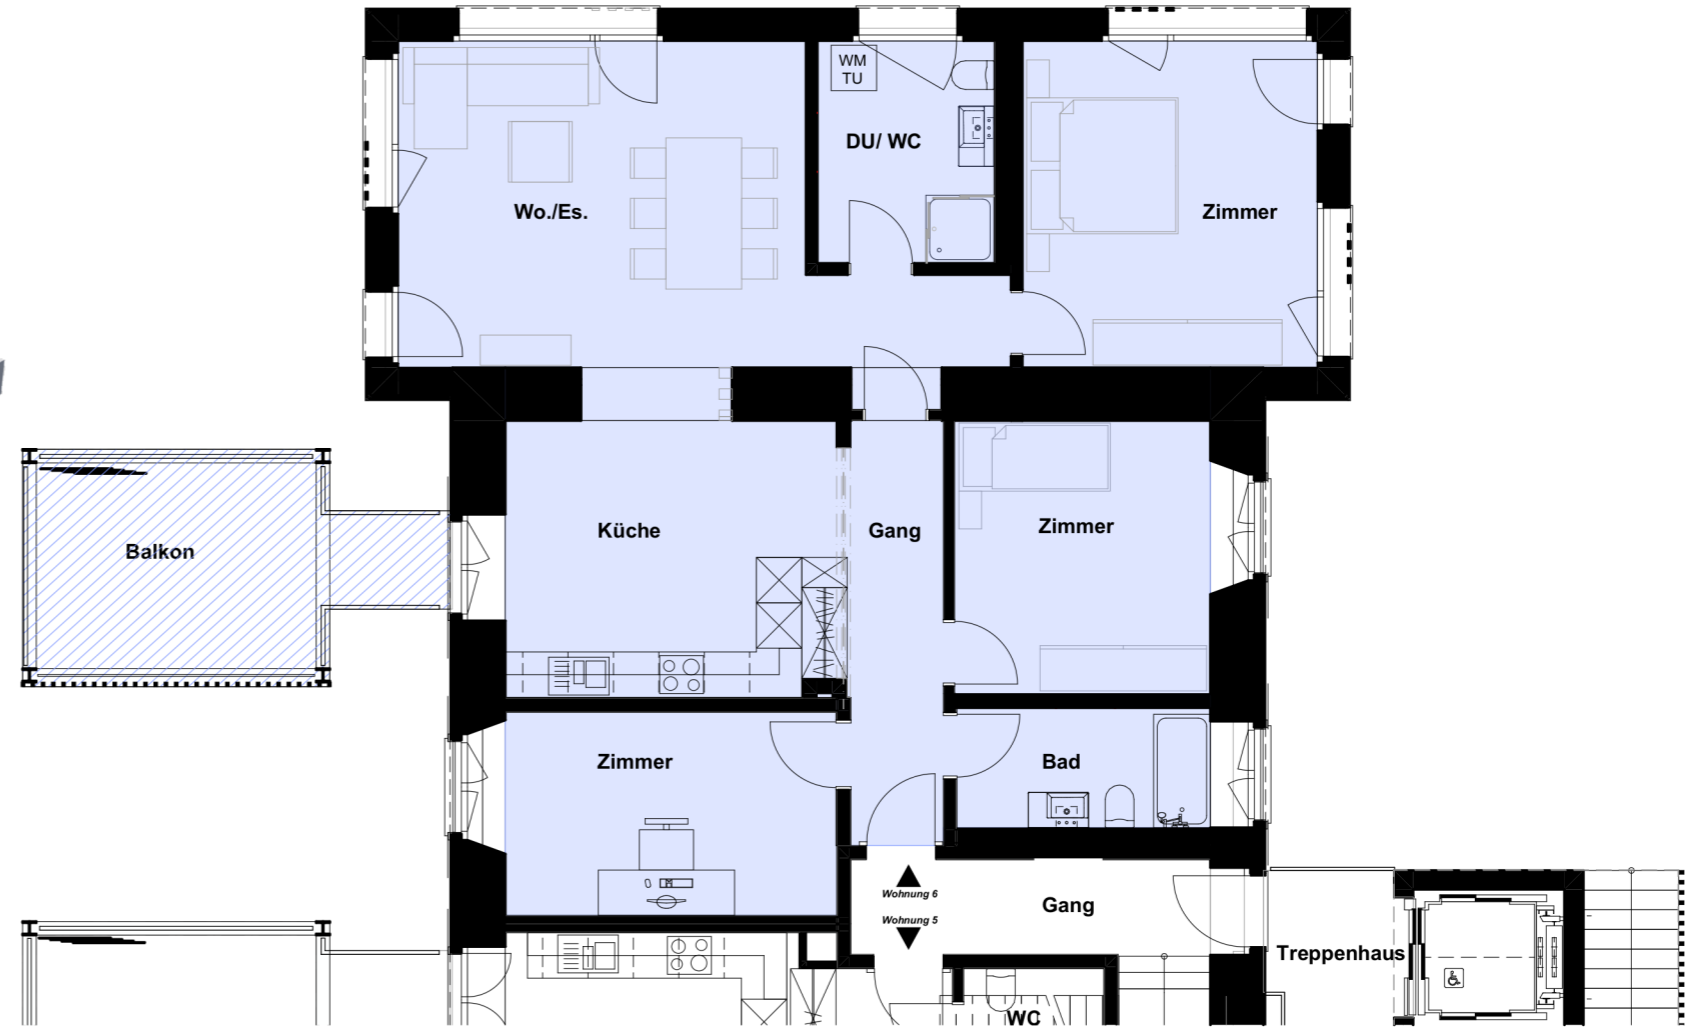 WM
TU
DU/ WC
Wo./Es.
Zimmer
Küche
Gang
Zimmer
Balkon
Zimmer
Bad
Wohnung 6
Wohnung 5
Gang
Treppenhaus
WC